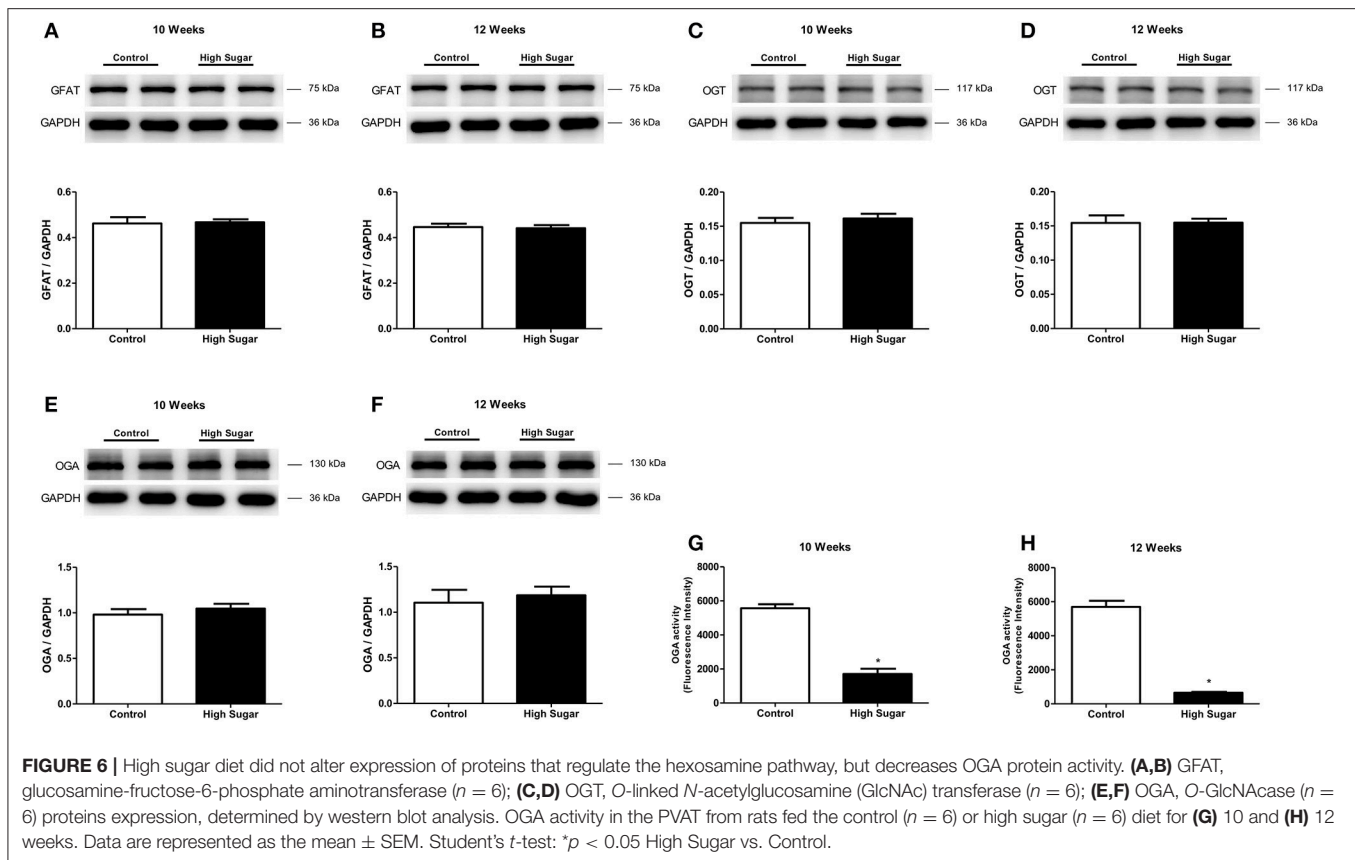 A
10 Weeks
Control High Sugar
GFAT 75 kDa
GAPDH 36 kDa
GFAT / GAPDH
0.6
0.4
0.2
0.0
Control High Sugar
B
12 Weeks
Control High Sugar
GFAT 75 kDa
GAPDH 36 kDa
GFAT / GAPDH
0.6
0.4
0.2
0.0
Control High Sugar
C
10 Weeks
Control High Sugar
OGT 117 kDa
GAPDH 36 kDa
OGT / GAPDH
0.20
0.15
0.10
0.05
0.00
Control High Sugar
D
12 Weeks
Control High Sugar
OGT 117 kDa
GAPDH 36 kDa
OGT / GAPDH
0.20
0.15
0.10
0.05
0.00
Control High Sugar
E
10 Weeks
Control High Sugar
OGA 130 kDa
GAPDH 36 kDa
OGA / GAPDH
1.5
1.0
0.5
0.0
Control High Sugar
F
12 Weeks
Control High Sugar
OGA 130 kDa
GAPDH 36 kDa
OGA / GAPDH
1.5
1.0
0.5
0.0
Control High Sugar
G
10 Weeks
OGA activity
(Fluorescence Intensity)
8000
6000
4000
2000
0
*
Control High Sugar
H
12 Weeks
OGA activity
(Fluorescence Intensity)
8000
6000
4000
2000
0
*
Control High Sugar
FIGURE 6 | High sugar diet did not alter expression of proteins that regulate the hexosamine pathway, but decreases OGA protein activity. (A,B) GFAT,
glucosamine-fructose-6-phosphate aminotransferase (n = 6); (C,D) OGT, O-linked N-acetylglucosamine (GlcNAc) transferase (n = 6); (E,F) OGA, O-GlcNAcase (n =
6) proteins expression, determined by western blot analysis. OGA activity in the PVAT from rats fed the control (n = 6) or high sugar (n = 6) diet for (G) 10 and (H) 12
weeks. Data are represented as the mean ± SEM. Student's t-test: *p < 0.05 High Sugar vs. Control.